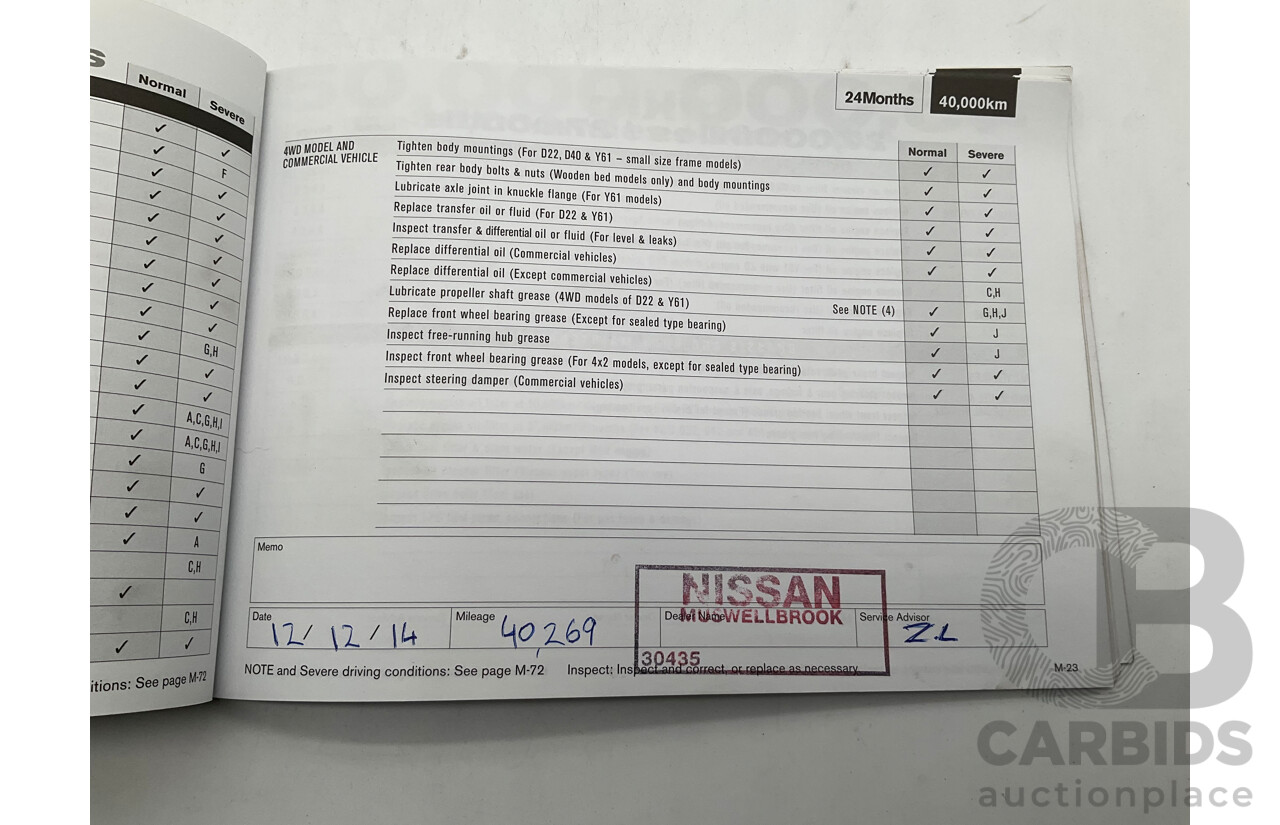 S
Normal Severe
✓ ✓
✓ F
✓ ✓
✓ ✓
✓ ✓
✓ ✓
✓ ✓
✓ ✓
✓ ✓
G,H
✓ ✓
✓ ✓
✓ A,C,G,H,I
✓ A,C,G,H,I
✓ G
✓ ✓
✓ ✓
✓ A
C,H
✓
C,H
✓ ✓
itions: See page M-72
24Months 40,000km
4WD MODEL AND
COMMERCIAL VEHICLE
Normal Severe
Tighten body mountings (For D22, D40 & Y61 – small size frame models) ✓ ✓
Tighten rear body bolts & nuts (Wooden bed models only) and body mountings ✓ ✓
Lubricate axle joint in knuckle flange (For Y61 models) ✓ ✓
Replace transfer oil or fluid (For D22 & Y61) ✓ ✓
Inspect transfer & differential oil or fluid (For level & leaks) ✓ ✓
Replace differential oil (Commercial vehicles) ✓ ✓
Replace differential oil (Except commercial vehicles) C,H
Lubricate propeller shaft grease (4WD models of D22 & Y61) See NOTE (4) ✓ G,H,J
Replace front wheel bearing grease (Except for sealed type bearing) ✓ J
Inspect free-running hub grease ✓ J
Inspect front wheel bearing grease (For 4x2 models, except for sealed type bearing) ✓ ✓
Inspect steering damper (Commercial vehicles) ✓ ✓
Memo
NISSAN
MUSWELLBROOK
30435
Date 12/12/14 Mileage 40,269 Dealer Name Service Advisor ZL
NOTE and Severe driving conditions: See page M-72 Inspect: Inspect and correct, or replace as necessary. M-23
CB
CARBIDS
auctionplace